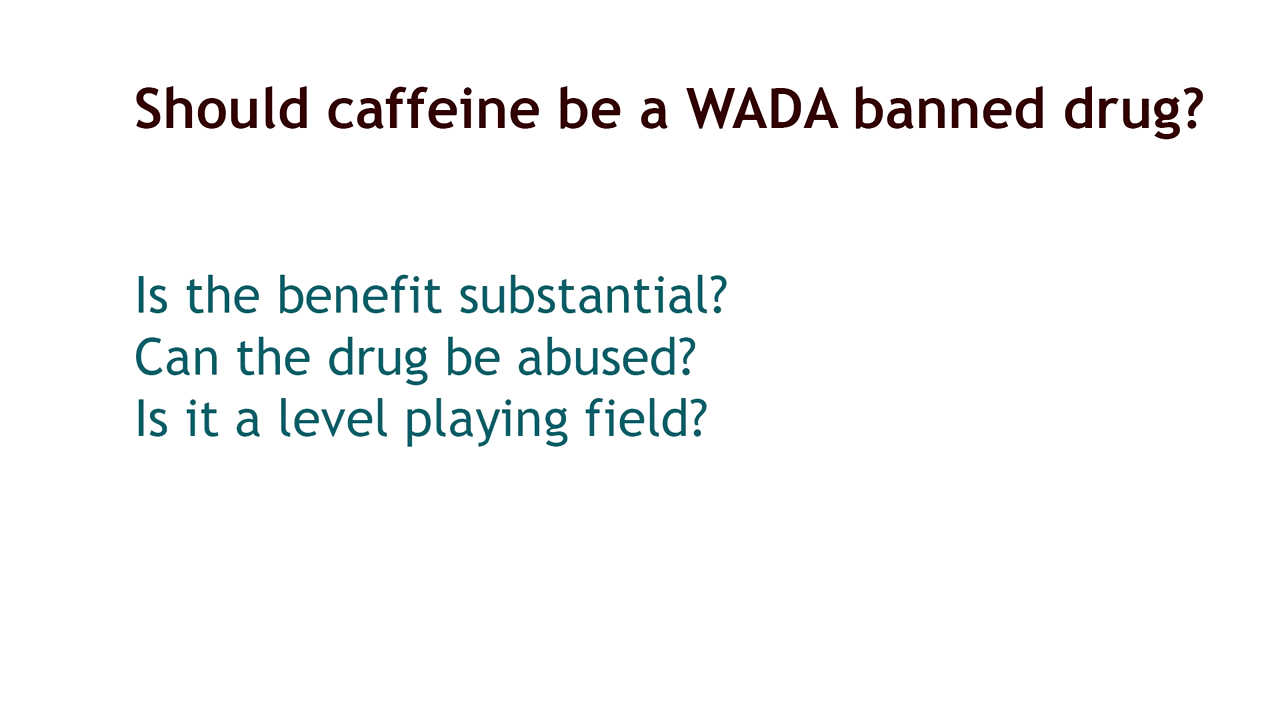 Should caffeine be a WADA banned drug?
Is the benefit substantial?
Can the drug be abused?
Is it a level playing field?